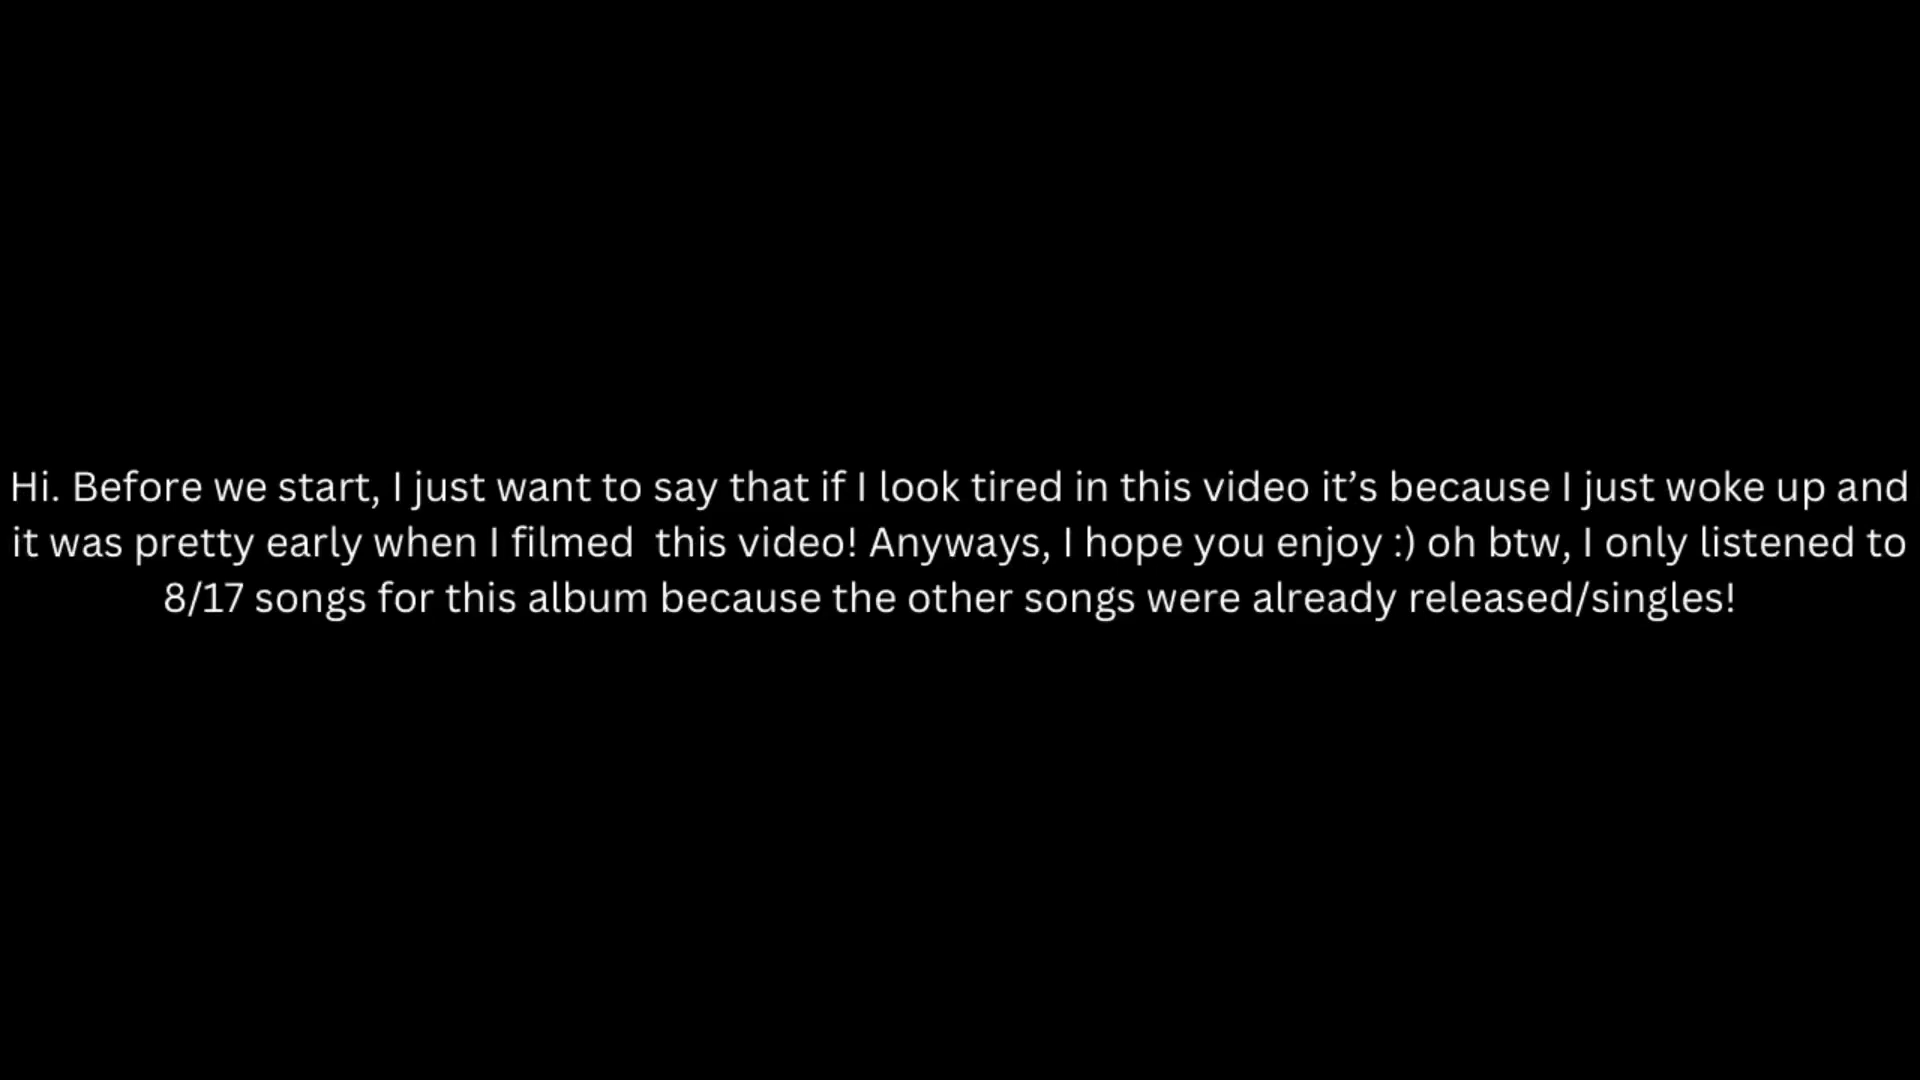 Hi. Before we start, I just want to say that if I look tired in this video it’s because I just woke up and
it was pretty early when I filmed  this video! Anyways, I hope you enjoy :) oh btw, I only listened to
8/17 songs for this album because the other songs were already released/singles!